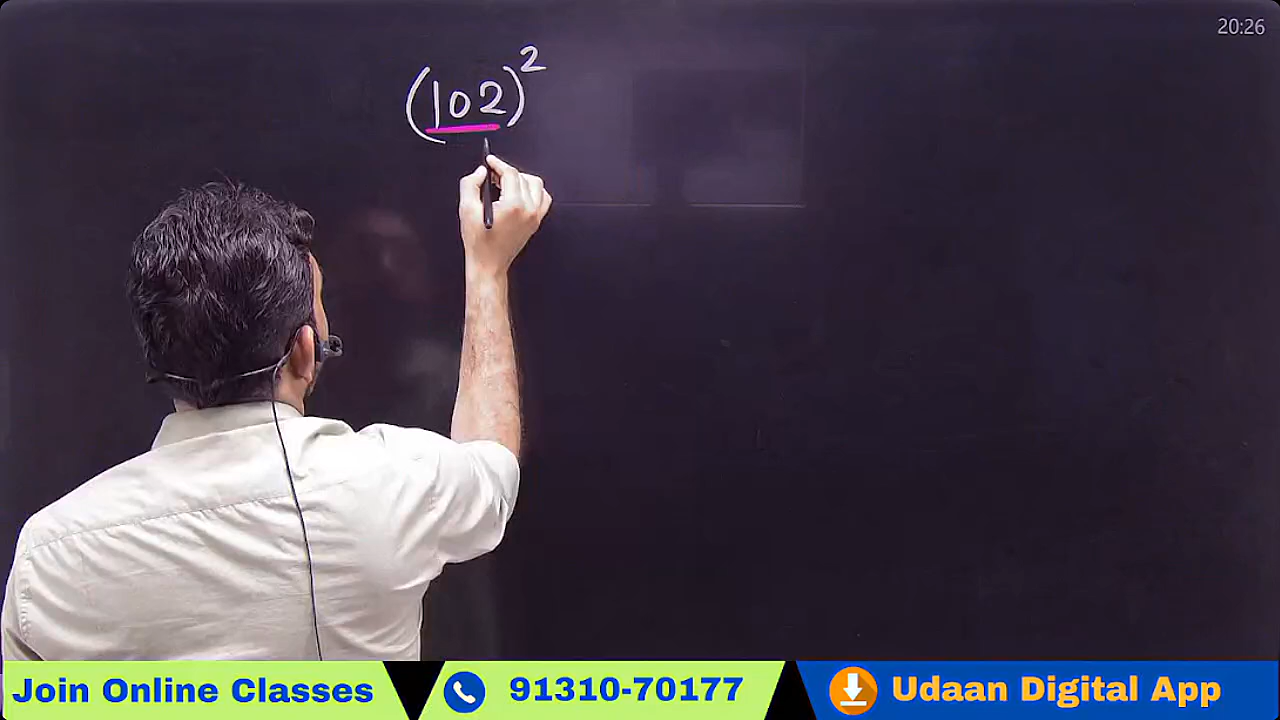 20:26
(102)²
Join Online Classes
91310-70177
Udaan Digital App